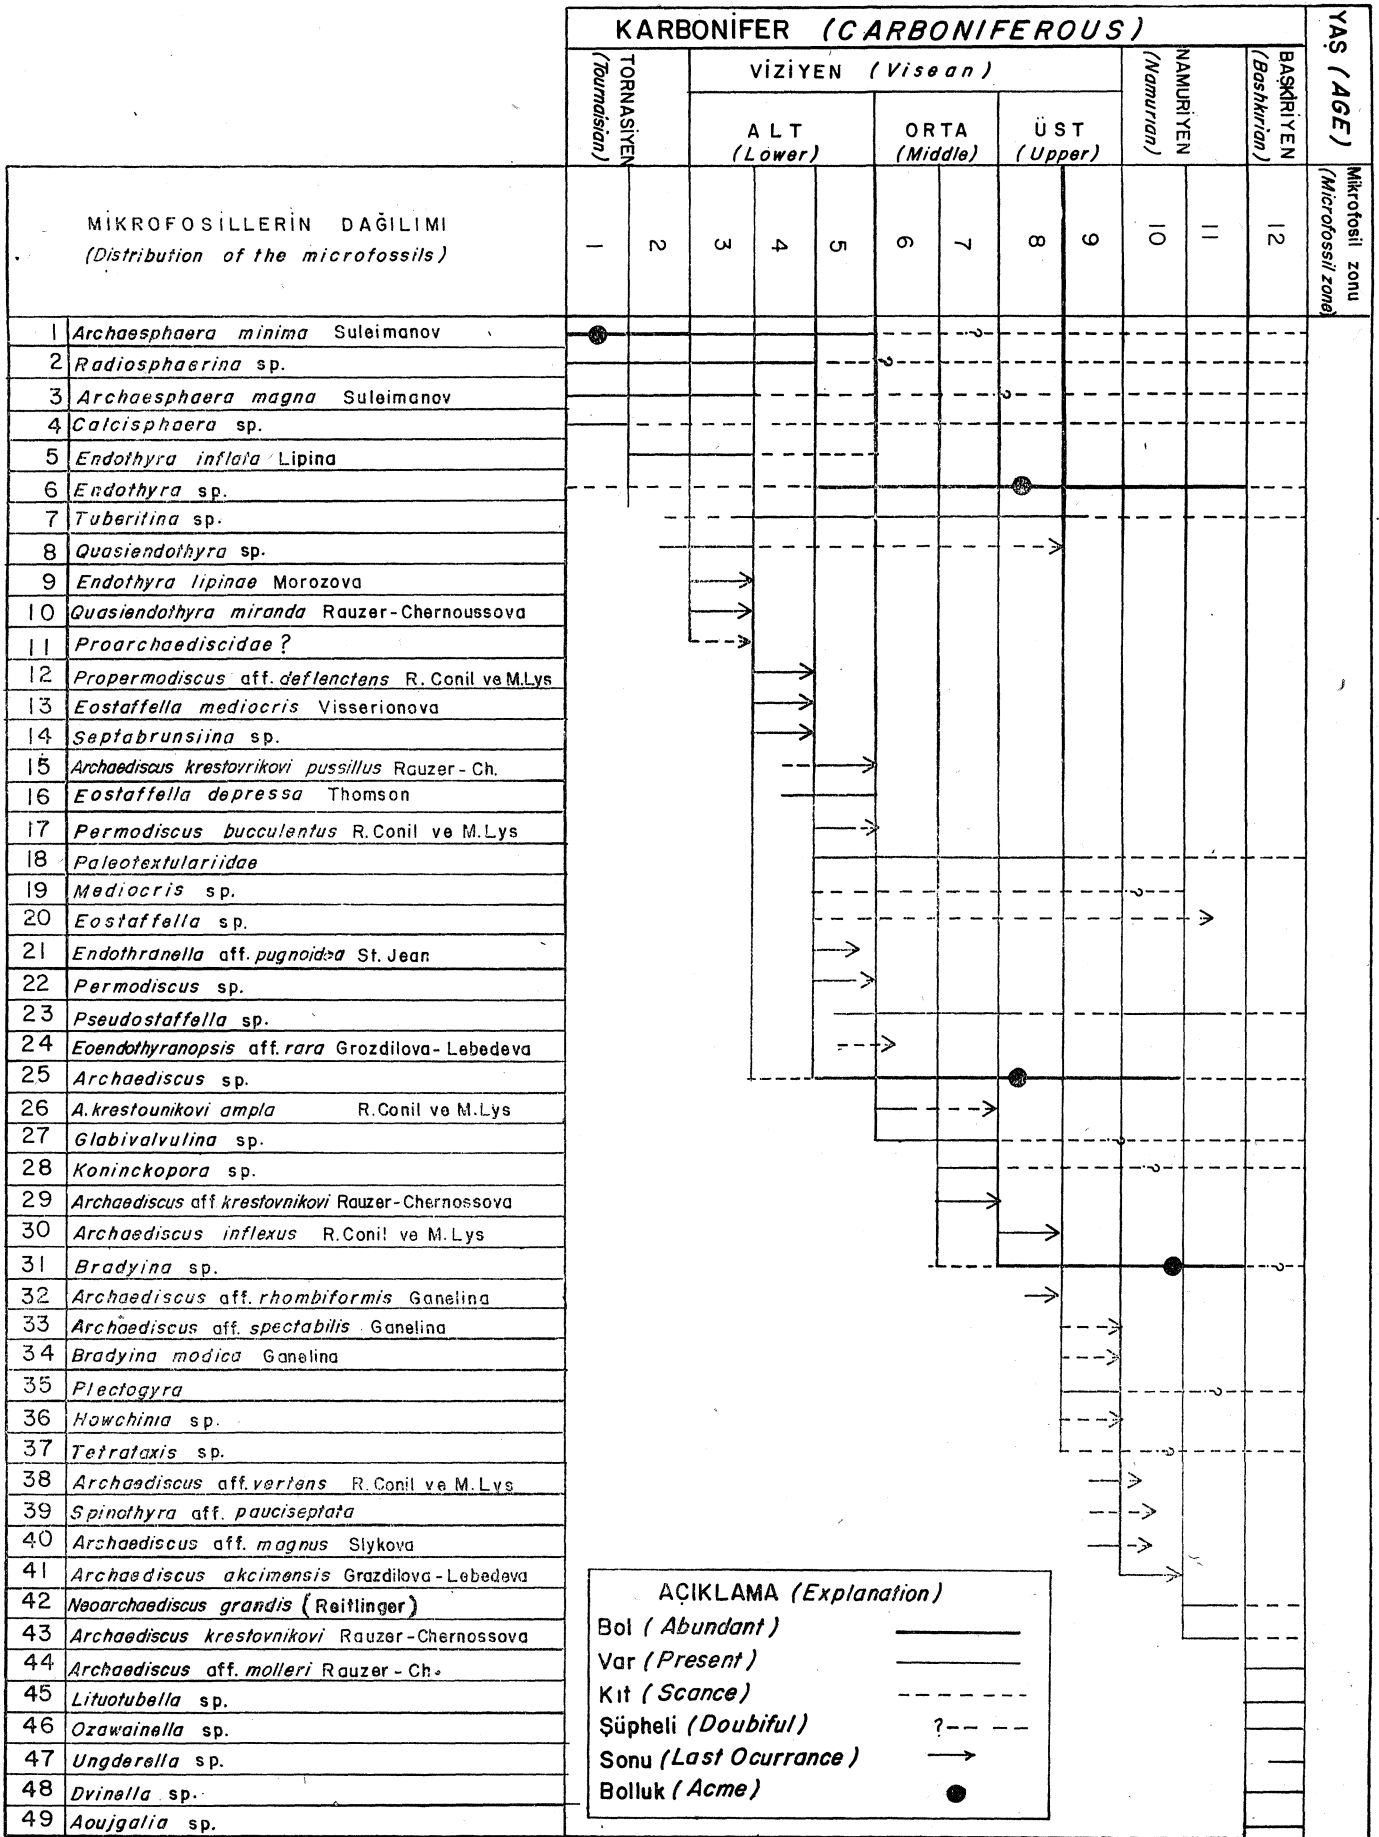 KARBONİFER (CARBONIFEROUS)
YAŞ (AGE)
TORNASİYEN
(Tournaisian)
VİZİYEN (Visean)
NAMURİYEN
(Namurian)
BAŞKİRİYEN
(Bashkirian)
ALT
(Lower)
ORTA
(Middle)
ÜST
(Upper)
MİKROFOSİLLERİN DAĞILIMI
(Distribution of the microfossils)
1 2 3 4 5 6 7 8 9 10 11 12
Mikrofosil zonu
(Microfossil zone)
1 Archaesphaera minima Suleimanov
2 Radiosphaerina sp.
3 Archaesphaera magna Suleimanov
4 Calcisphaera sp.
5 Endothyra inflata Lipina
6 Endothyra sp.
7 Tuberitina sp.
8 Quasiendothyra sp.
9 Endothyra lipinae Morozova
10 Quasiendothyra miranda Rauzer-Chernoussova
11 Proarchaediscidae ?
12 Propermodiscus aff. deflenctens R. Conil ve M.Lys
13 Eostaffella mediocris Visserionova
14 Septabrunsiina sp.
15 Archaediscus krestovrikovi pussillus Rauzer-Ch.
16 Eostaffella depressa Thomson
17 Permodiscus bucculentus R.Conil ve M.Lys
18 Paleotextulariidae
19 Mediocris sp.
20 Eostaffella sp.
21 Endothranella aff. pugnoidea St. Jean
22 Permodiscus sp.
23 Pseudostaffella sp.
24 Eoendothyranopsis aff. rara Grozdilova-Lebedeva
25 Archaediscus sp.
26 A.krestounikovi ampla R.Conil ve M.Lys
27 Glabivalvulina sp.
28 Koninckopora sp.
29 Archaediscus aff krestovnikovi Rauzer-Chernossova
30 Archaediscus inflexus R.Conil ve M.Lys
31 Bradyina sp.
32 Archaediscus aff. rhombiformis Ganelina
33 Archaediscus aff. spectabilis Ganelina
34 Bradyina modica Ganelina
35 Plectogyra
36 Howchinia sp.
37 Tetrataxis sp.
38 Archaediscus aff. vertens R.Conil ve M.Lys
39 Spinothyra aff. pauciseptata
40 Archaediscus aff. magnus Slykova
41 Archaediscus akcimensis Grazdilova-Lebedeva
42 Neoarchaediscus grandis (Reitlinger)
43 Archaediscus krestovnikovi Rauzer-Chernossova
44 Archaediscus aff. molleri Rauzer-Ch.
45 Lituotubella sp.
46 Ozawainella sp.
47 Ungderella sp.
48 Dvinella sp.
49 Aoujgalia sp.
AÇIKLAMA (Explanation)
Bol (Abundant)
Var (Present)
Kıt (Scance)
Şüpheli (Doubiful) ?-- --
Sonu (Last Ocurrance)
Bolluk (Acme)